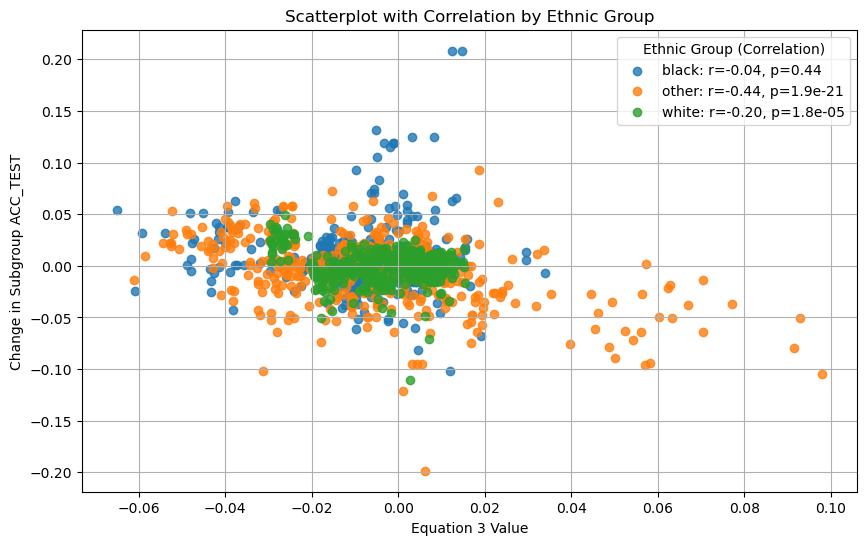 Scatterplot with Correlation by Ethnic Group
Ethnic Group (Correlation)
black: r=-0.04, p=0.44
other: r=-0.44, p=1.9e-21
white: r=-0.20, p=1.8e-05
Change in Subgroup ACC_TEST
0.20
0.15
0.10
0.05
0.00
−0.05
−0.10
−0.15
−0.20
−0.06 −0.04 −0.02 0.00 0.02 0.04 0.06 0.08 0.10
Equation 3 Value